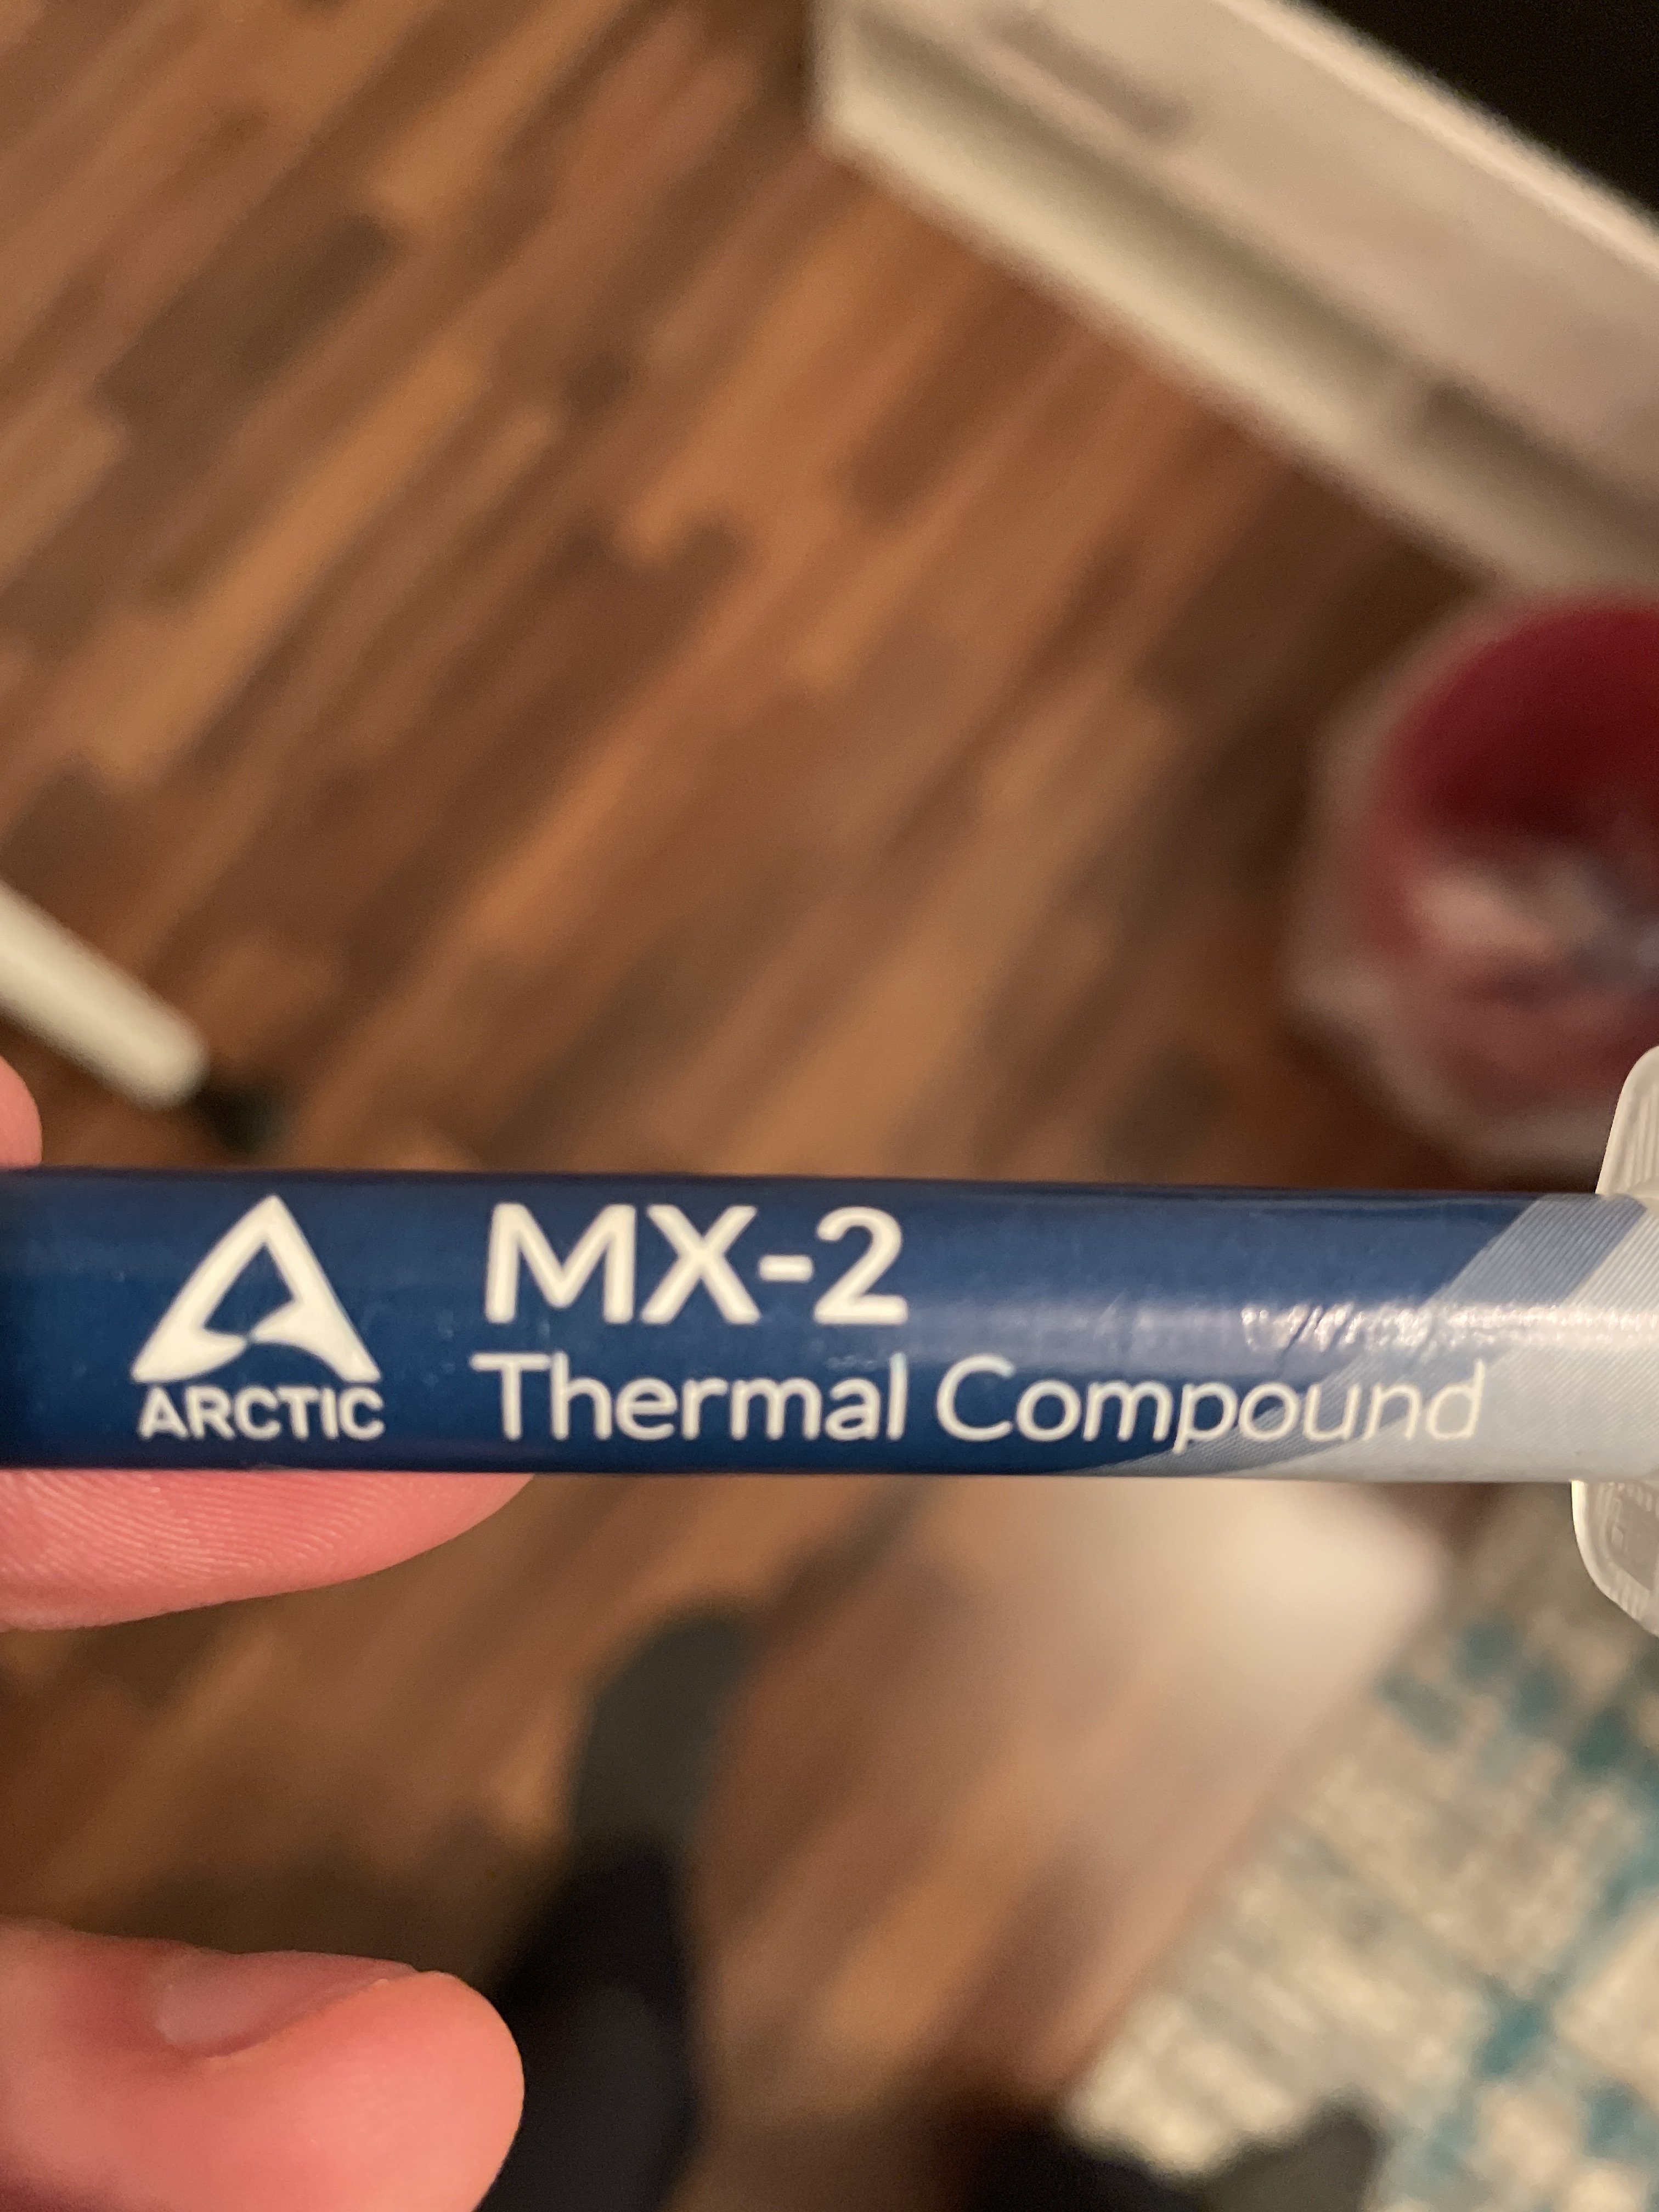 MX-2
Thermal Compound
ARCTIC